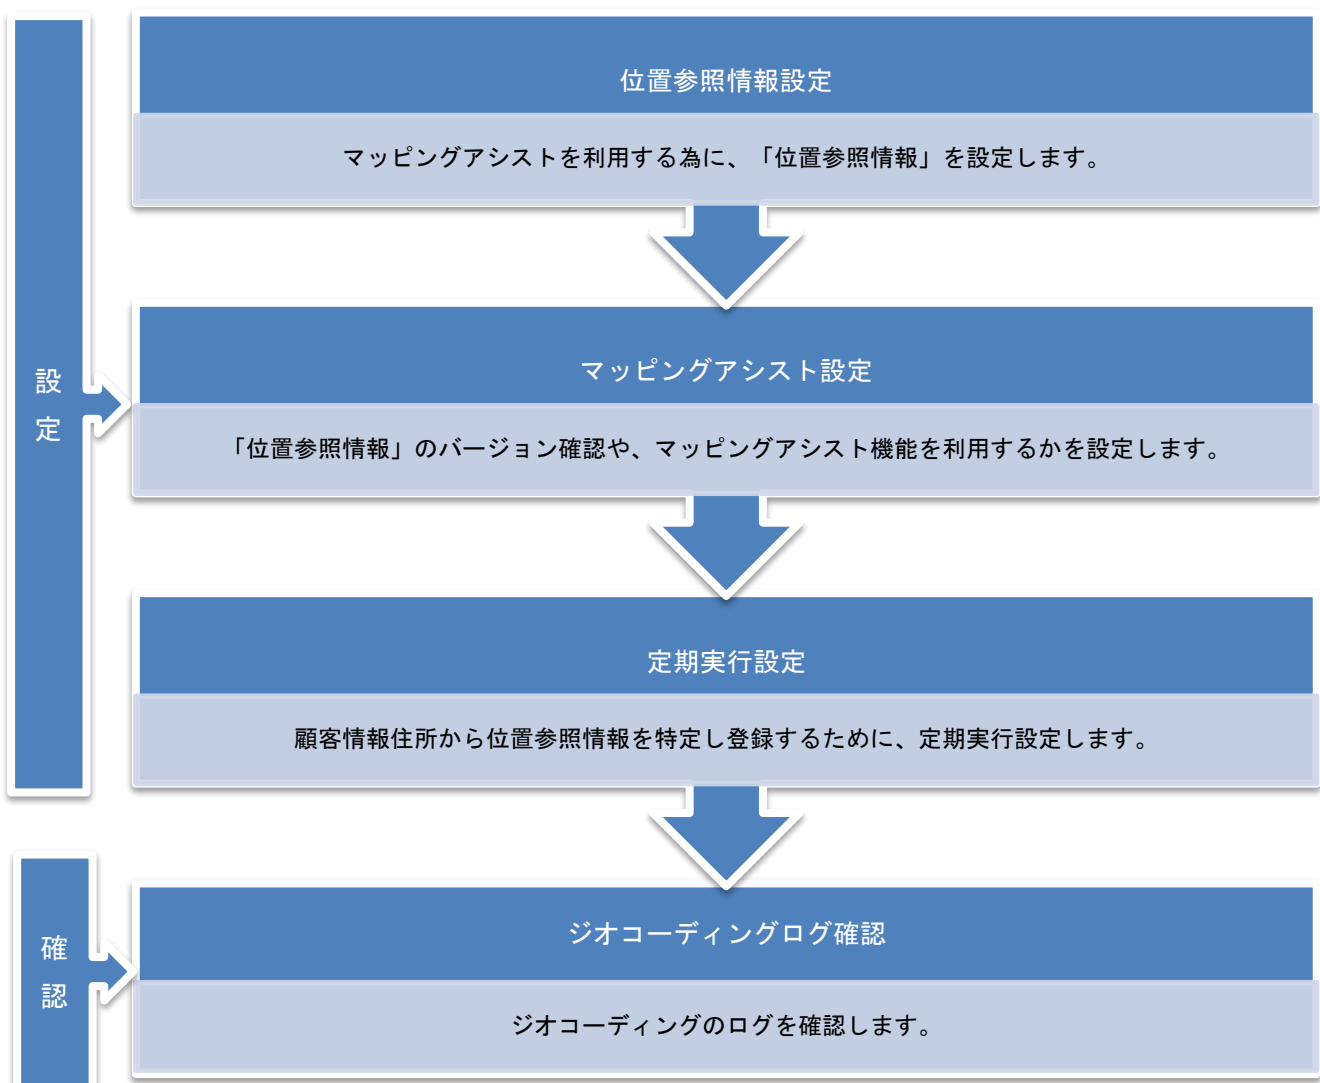 設定
位置参照情報設定
マッピングアシストを利用する為に、「位置参照情報」を設定します。
マッピングアシスト設定
「位置参照情報」のバージョン確認や、マッピングアシスト機能を利用するかを設定します。
定期実行設定
顧客情報住所から位置参照情報を特定し登録するために、定期実行設定します。
確認
ジオコーディングログ確認
ジオコーディングのログを確認します。